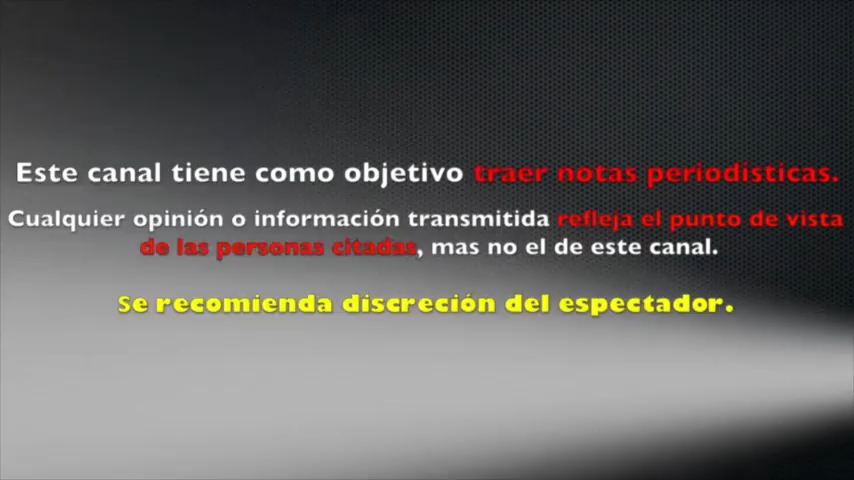 Este canal tiene como objetivo traer notas periodisticas.
Cualquier opinión o información transmitida refleja el punto de vista
de las personas citadas, mas no el de este canal.
Se recomienda discreción del espectador.